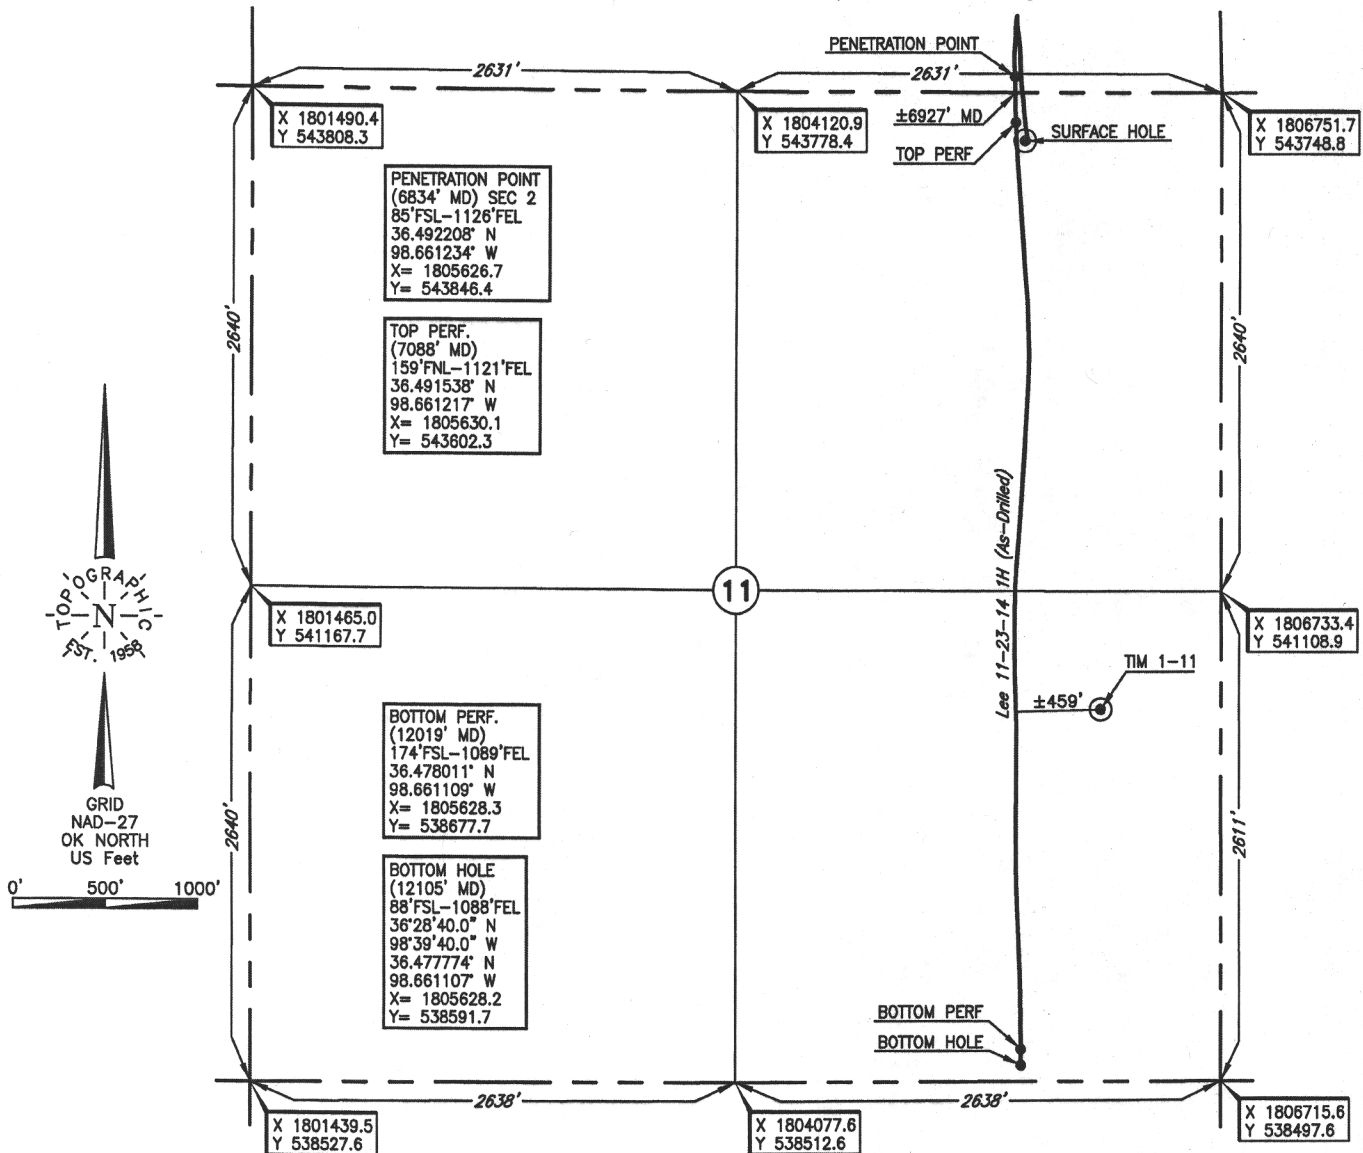 PENETRATION POINT
2631'
2631'
X 1801490.4
Y 543808.3
X 1804120.9
Y 543778.4
±6927' MD
TOP PERF
SURFACE HOLE
X 1806751.7
Y 543748.8
PENETRATION POINT
(6834' MD) SEC 2
85'FSL-1126'FEL
36.492208° N
98.661234° W
X= 1805626.7
Y= 543846.4
TOP PERF.
(7088' MD)
159'FNL-1121'FEL
36.491538° N
98.661217° W
X= 1805630.1
Y= 543602.3
2640'
2640'
Lee 11-23-14 1H (As-Drilled)
TOPOGRAPHIC
N
EST. 1958
11
X 1801465.0
Y 541167.7
X 1806733.4
Y 541108.9
TIM 1-11
±459'
BOTTOM PERF.
(12019' MD)
174'FSL-1089'FEL
36.478011° N
98.661109° W
X= 1805628.3
Y= 538677.7
GRID
NAD-27
OK NORTH
US Feet
0' 500' 1000'
2640'
2611'
BOTTOM HOLE
(12105' MD)
88'FSL-1088'FEL
36°28'40.0" N
98°39'40.0" W
36.477774° N
98.661107° W
X= 1805628.2
Y= 538591.7
BOTTOM PERF
BOTTOM HOLE
2638'
2638'
X 1801439.5
Y 538527.6
X 1804077.6
Y 538512.6
X 1806715.6
Y 538497.6